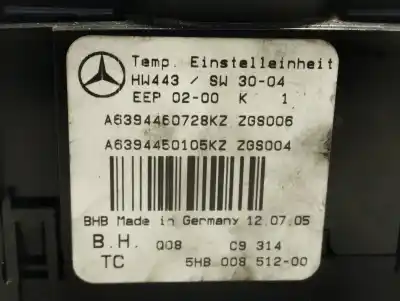 Temp. Einstelleinheit
HW443 / SW 30-04
EEP 02-00 K 1
A6394460728KZ ZGS006
A6394450105KZ ZGS004
BHB Made in Germany 12.07.05
B.H. Q08 C9 314
TC 5HB 008 512-00